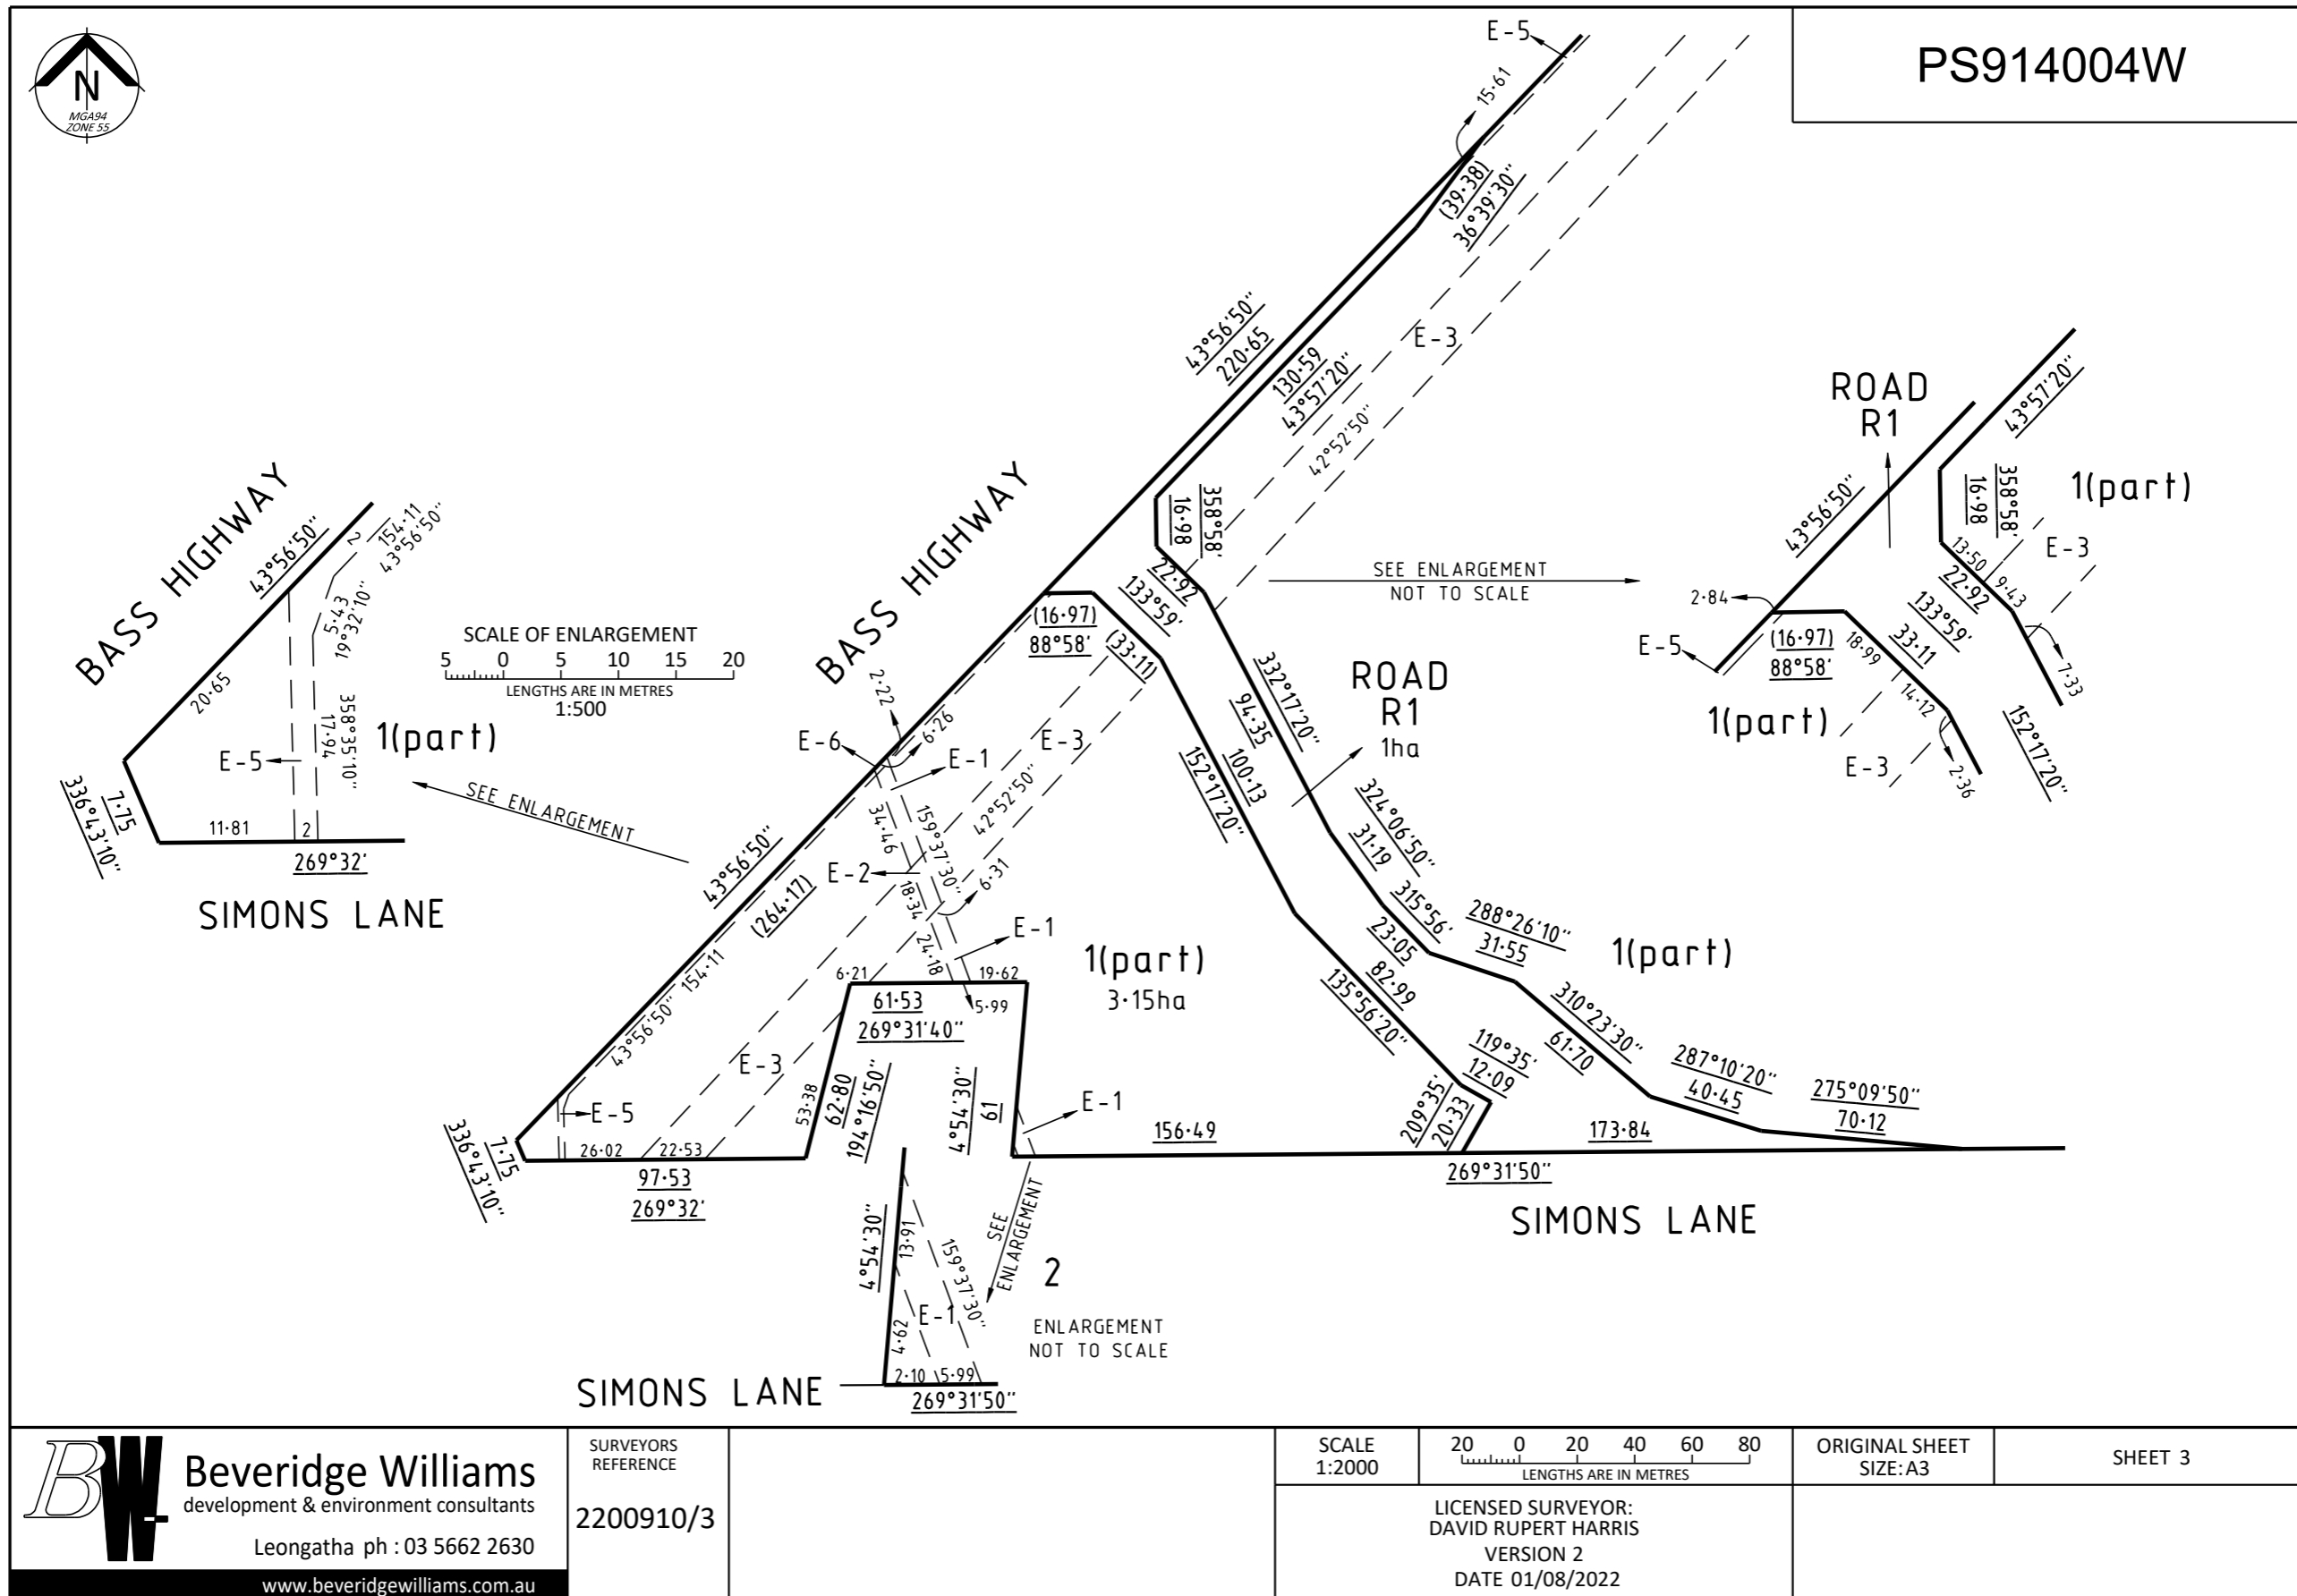 PS914004W
N
MGA94
ZONE 55
E-5
15·61
(39·38)
36°39'30"
43°56'50"
220·65
130·59
43°57'20"
E-3
42°52'50"
BASS HIGHWAY
358°58'
16·98
22·92
133°59'
(16·97)
88°58'
(33·11)
SEE ENLARGEMENT
NOT TO SCALE
ROAD
R1
43°57'20"
43°56'50"
1(part)
358°58'
16·98
E-3
13·50
22·92
9·43
133°59'
2·84
E-5
(16·97)
88°58'
18·99
33·11
14·12
7·33
1(part)
E-3
2·36
152°17'20"
BASS HIGHWAY
43°56'50"
2
154·11
43°56'50"
5·43
19°32'10"
20·65
358°35'10"
17·94
1(part)
E-5
7·75
336°43'10"
11·81
2
269°32'
SIMONS LANE
SCALE OF ENLARGEMENT
5 0 5 10 15 20
LENGTHS ARE IN METRES
1:500
SEE ENLARGEMENT
2·22
6·26
E-6
E-1
E-3
42°52'50"
34·46
159°37'30"
E-2
6·31
18·34
24·18
E-1
43°56'50"
(264·17)
43°56'50" 154·11
332°17'20"
94·35
100·13
152°17'20"
ROAD
R1
1ha
324°06'50"
31·19
315°56'
23·05
288°26'10"
31·55
1(part)
82·99
135°56'20"
310°23'30"
61·70
119°35'
12·09
209°35'
20·33
287°10'20"
40·45
275°09'50"
70·12
6·21
19·62
61·53
5·99
269°31'40"
1(part)
3·15ha
E-3
53·38
62·80
194°16'50"
4°54'30"
61
E-1
E-5
7·75
336°43'10"
26·02
22·53
97·53
269°32'
156·49
173·84
269°31'50"
SIMONS LANE
SEE
ENLARGEMENT
4°54'30"
13·91
159°37'30"
2
E-1
4·62
ENLARGEMENT
NOT TO SCALE
2·10
5·99
SIMONS LANE
269°31'50"
BW
Beveridge Williams
development & environment consultants
Leongatha ph : 03 5662 2630
www.beveridgewilliams.com.au
SURVEYORS
REFERENCE
2200910/3
SCALE
1:2000
20 0 20 40 60 80
LENGTHS ARE IN METRES
LICENSED SURVEYOR:
DAVID RUPERT HARRIS
VERSION 2
DATE 01/08/2022
ORIGINAL SHEET
SIZE: A3
SHEET 3